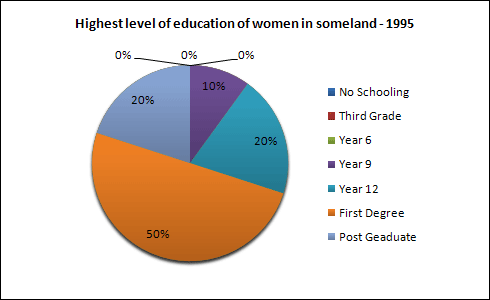 Highest level of education of women in someland - 1995
0% 0% 0%
10%
20%
20%
50%
No Schooling
Third Grade
Year 6
Year 9
Year 12
First Degree
Post Geaduate